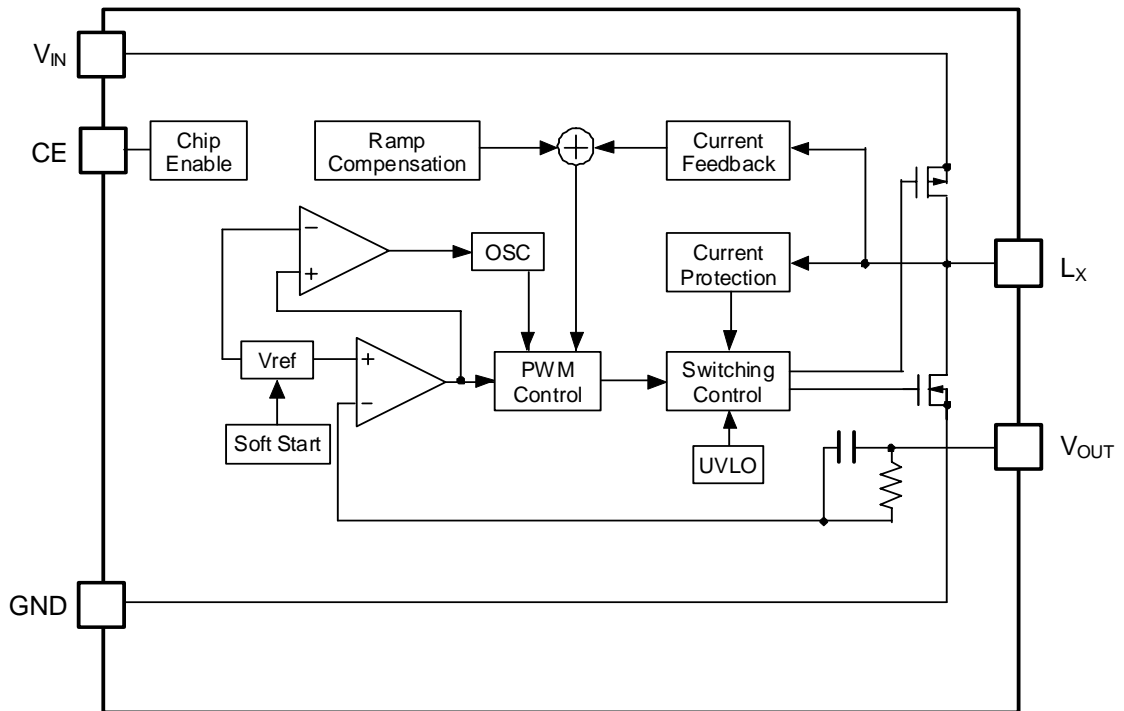 VIN
CE
Chip
Enable
Ramp
Compensation
+
Current
Feedback
−
+
OSC
Current
Protection
LX
Vref
+
−
PWM
Control
Switching
Control
Soft Start
UVLO
VOUT
GND